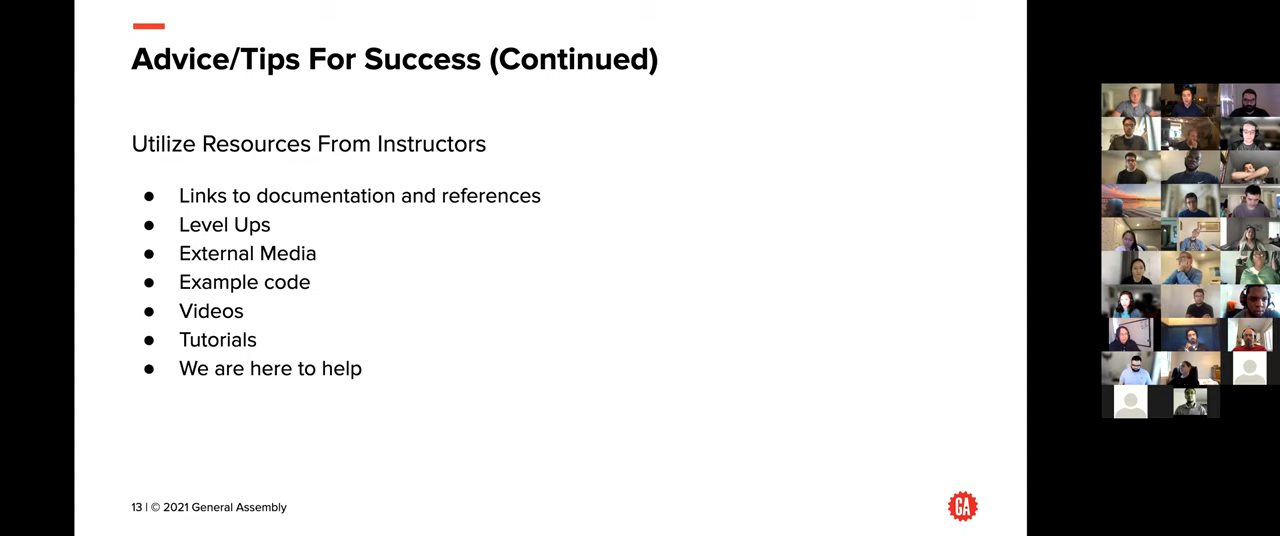 Advice/Tips For Success (Continued)
Utilize Resources From Instructors
● Links to documentation and references
● Level Ups
● External Media
● Example code
● Videos
● Tutorials
● We are here to help
13 | © 2021 General Assembly
GA